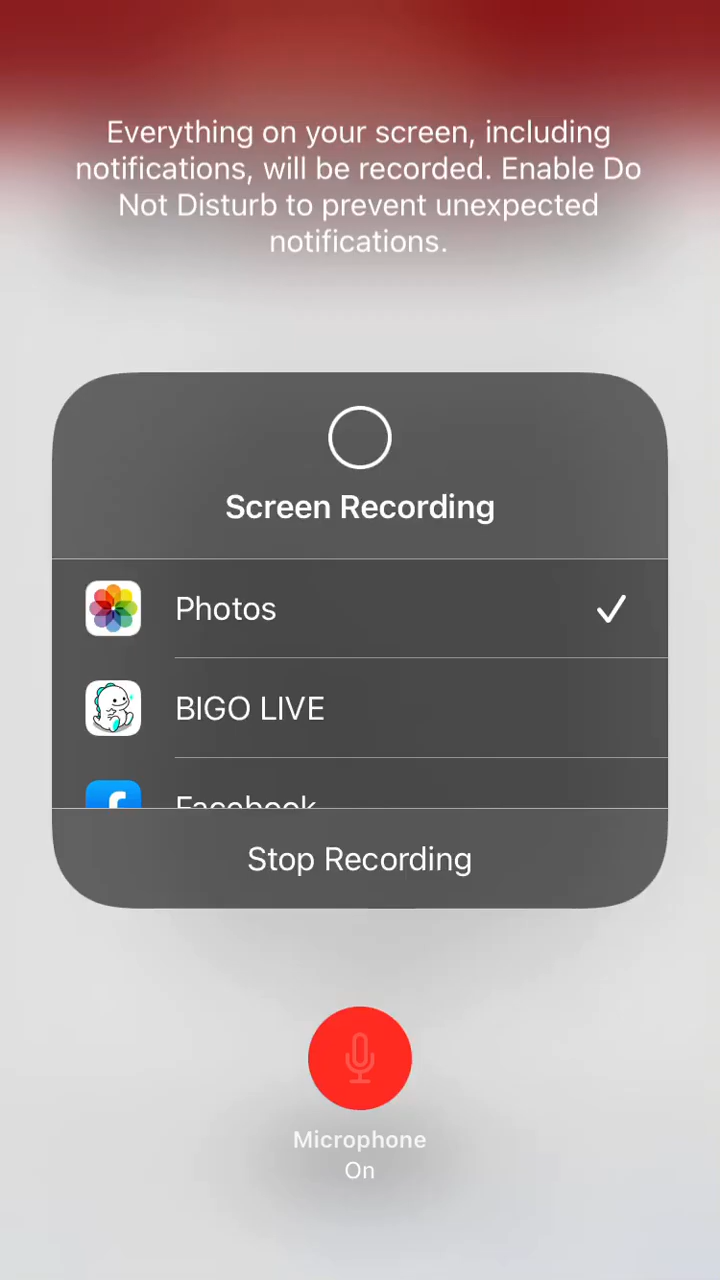 Everything on your screen, including
notifications, will be recorded. Enable Do
Not Disturb to prevent unexpected
notifications.
Screen Recording
Photos
BIGO LIVE
Facebook
Stop Recording
Microphone
On